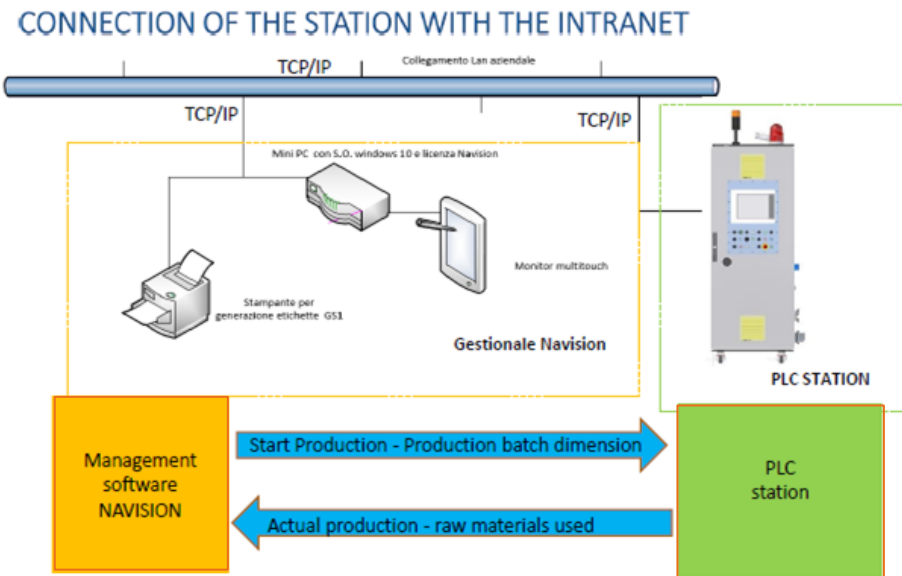 CONNECTION OF THE STATION WITH THE INTRANET
TCP/IP
Collegamento Lan aziendale
TCP/IP
TCP/IP
Mini PC con S.O. windows 10 e licenza Navision
Monitor multitouch
Stampante per
generazione etichette GS1
Gestionale Navision
PLC STATION
Management
software
NAVISION
Start Production - Production batch dimension
PLC
station
Actual production - raw materials used